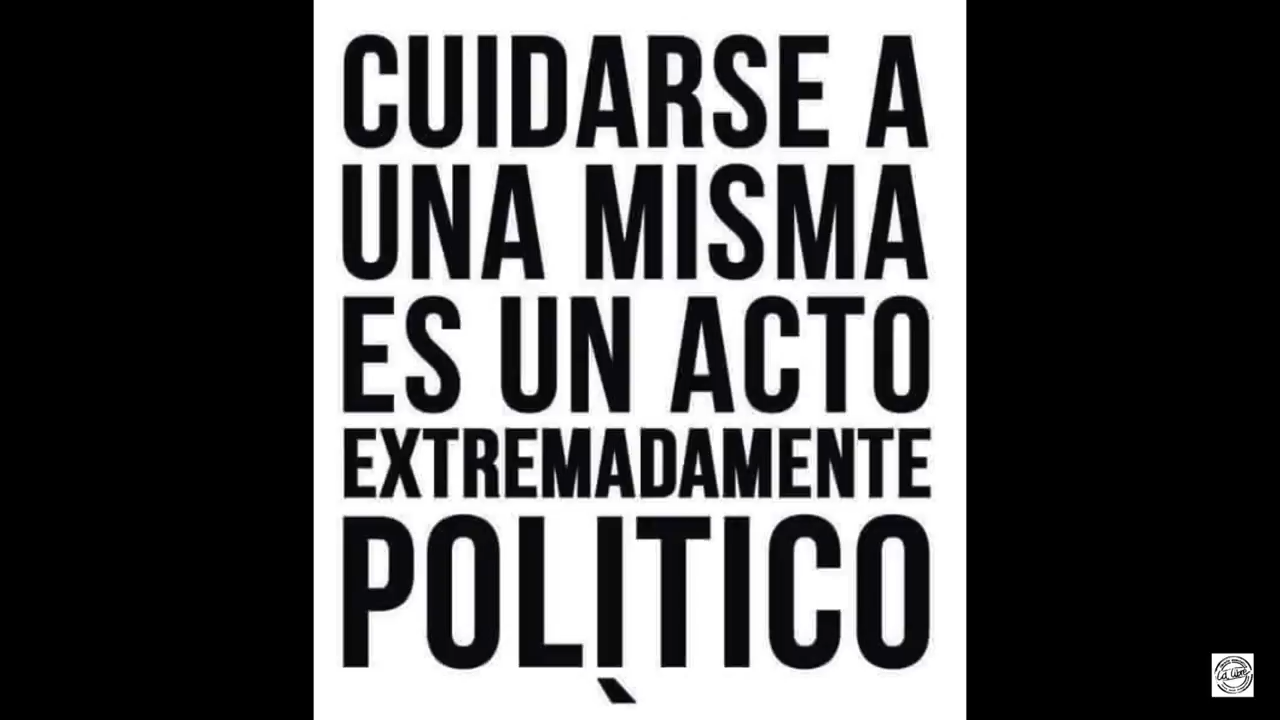 CUIDARSE A
UNA MISMA
ES UN ACTO
EXTREMADAMENTE
POLITICO